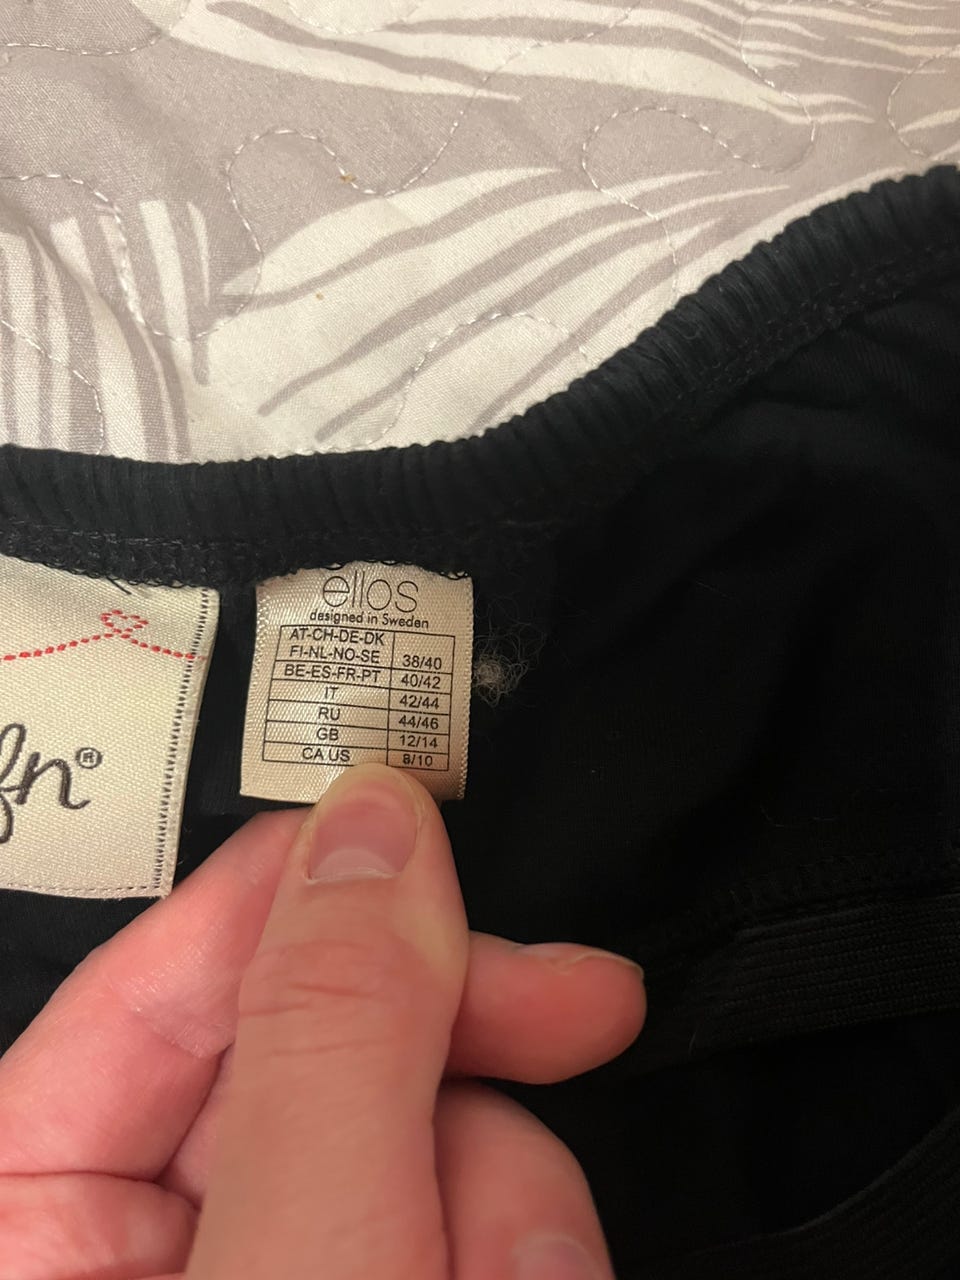 ellos
designed in Sweden
AT-CH-DE-DK
FI-NL-NO-SE 38/40
BE-ES-FR-PT 40/42
IT 42/44
RU 44/46
GB 12/14
CA US 8/10
fn®